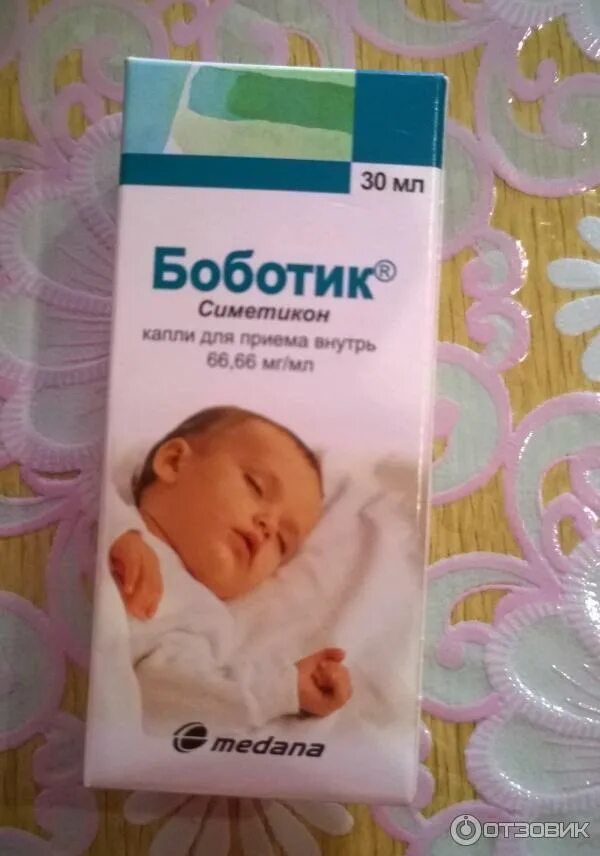 30 мл
Боботик®
Симетикон
капли для приема внутрь
66,66 мг/мл
medana
ОТЗОВИК